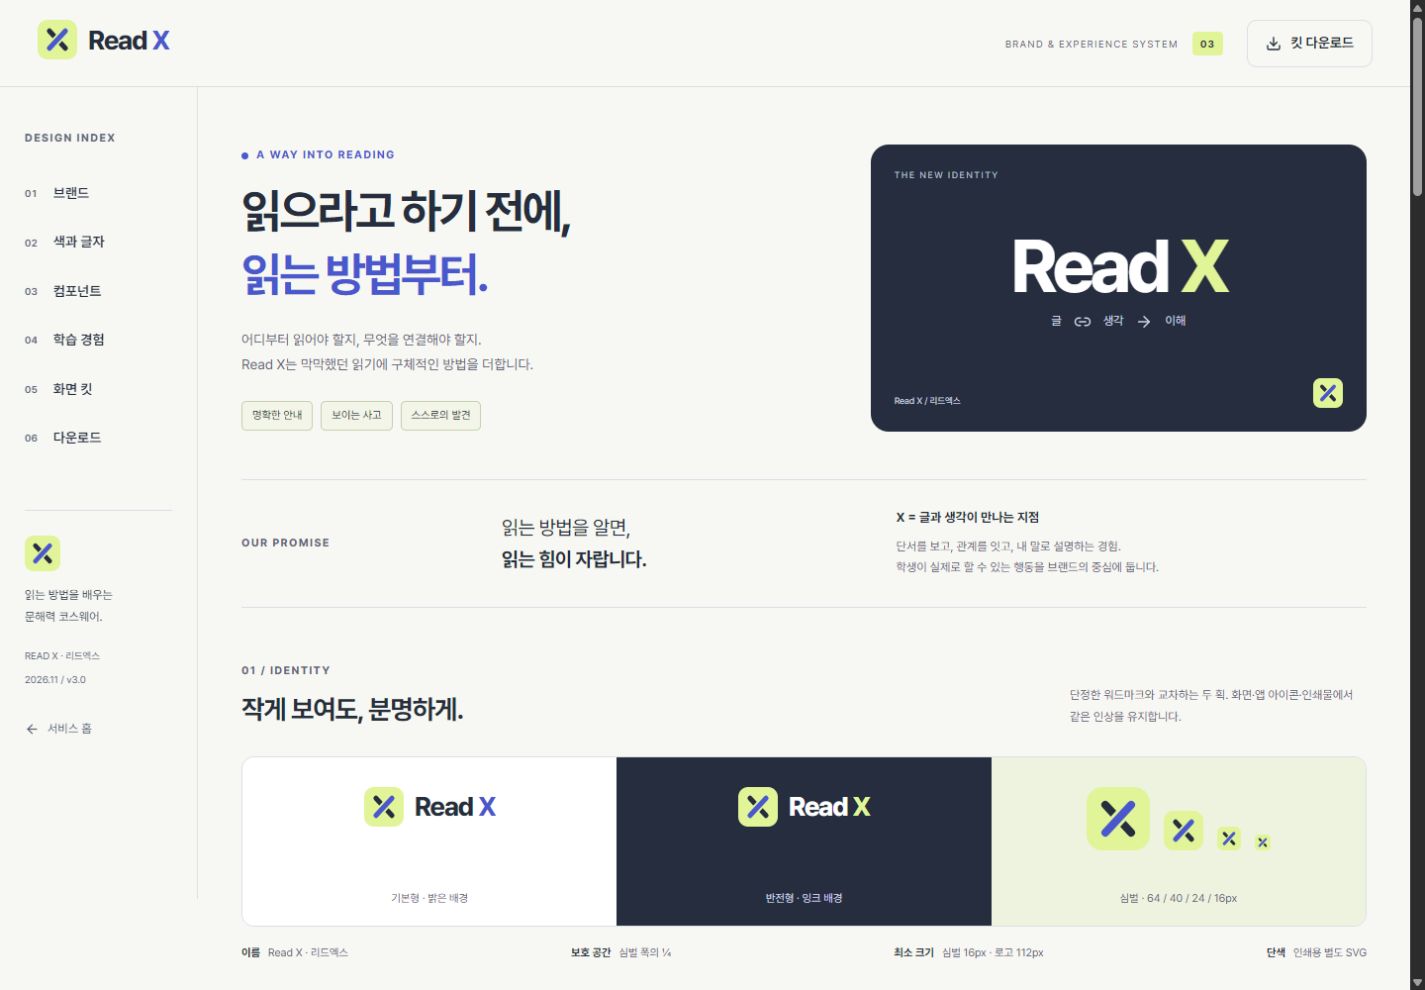 Read X
BRAND & EXPERIENCE SYSTEM 03
킷 다운로드
DESIGN INDEX
01 브랜드
02 색과 글자
03 컴포넌트
04 학습 경험
05 화면 킷
06 다운로드
읽는 방법을 배우는
문해력 코스웨어.
READ X · 리드엑스
2026.11 / v3.0
서비스 홈
A WAY INTO READING
읽으라고 하기 전에,
읽는 방법부터.
어디부터 읽어야 할지, 무엇을 연결해야 할지.
Read X는 막막했던 읽기에 구체적인 방법을 더합니다.
명확한 안내
보이는 사고
스스로의 발견
THE NEW IDENTITY
Read X
글 생각 이해
Read X / 리드엑스
OUR PROMISE
읽는 방법을 알면,
읽는 힘이 자랍니다.
X = 글과 생각이 만나는 지점
단서를 보고, 관계를 잇고, 내 말로 설명하는 경험.
학생이 실제로 할 수 있는 행동을 브랜드의 중심에 둡니다.
01 / IDENTITY
작게 보여도, 분명하게.
단정한 워드마크와 교차하는 두 획. 화면·앱 아이콘·인쇄물에서
같은 인상을 유지합니다.
Read X
기본형 · 밝은 배경
Read X
반전형 · 잉크 배경
심벌 · 64 / 40 / 24 / 16px
이름 Read X · 리드엑스
보호 공간 심벌 폭의 ¼
최소 크기 심벌 16px · 로고 112px
단색 인쇄용 별도 SVG